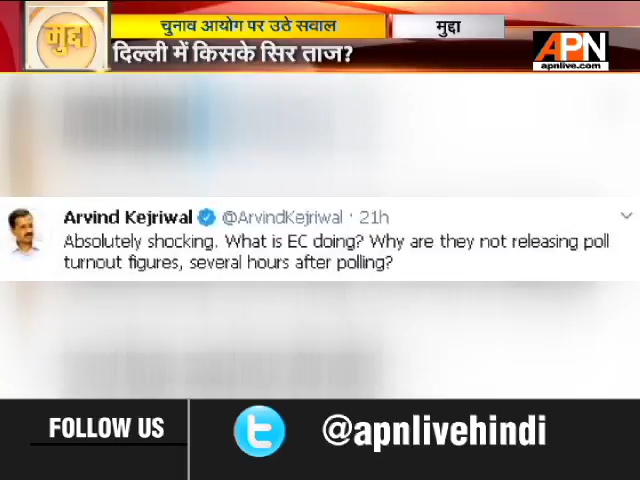 मुद्दा
चुनाव आयोग पर उठे सवाल
मुद्दा
दिल्ली में किसके सिर ताज?
APN
apnlive.com
Arvind Kejriwal @ArvindKejriwal · 21h
Absolutely shocking. What is EC doing? Why are they not releasing poll
turnout figures, several hours after polling?
FOLLOW US
@apnlivehindi